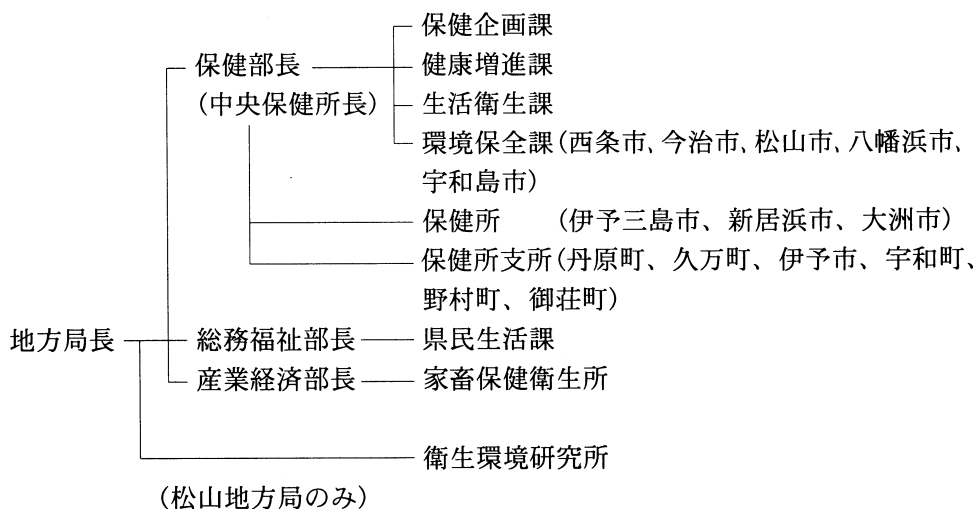 保健企画課
保健部長
健康増進課
(中央保健所長)
生活衛生課
環境保全課(西条市、今治市、松山市、八幡浜市、
宇和島市)
保健所 (伊予三島市、新居浜市、大洲市)
保健所支所(丹原町、久万町、伊予市、宇和町、
野村町、御荘町)
地方局長
総務福祉部長
県民生活課
産業経済部長
家畜保健衛生所
衛生環境研究所
(松山地方局のみ)